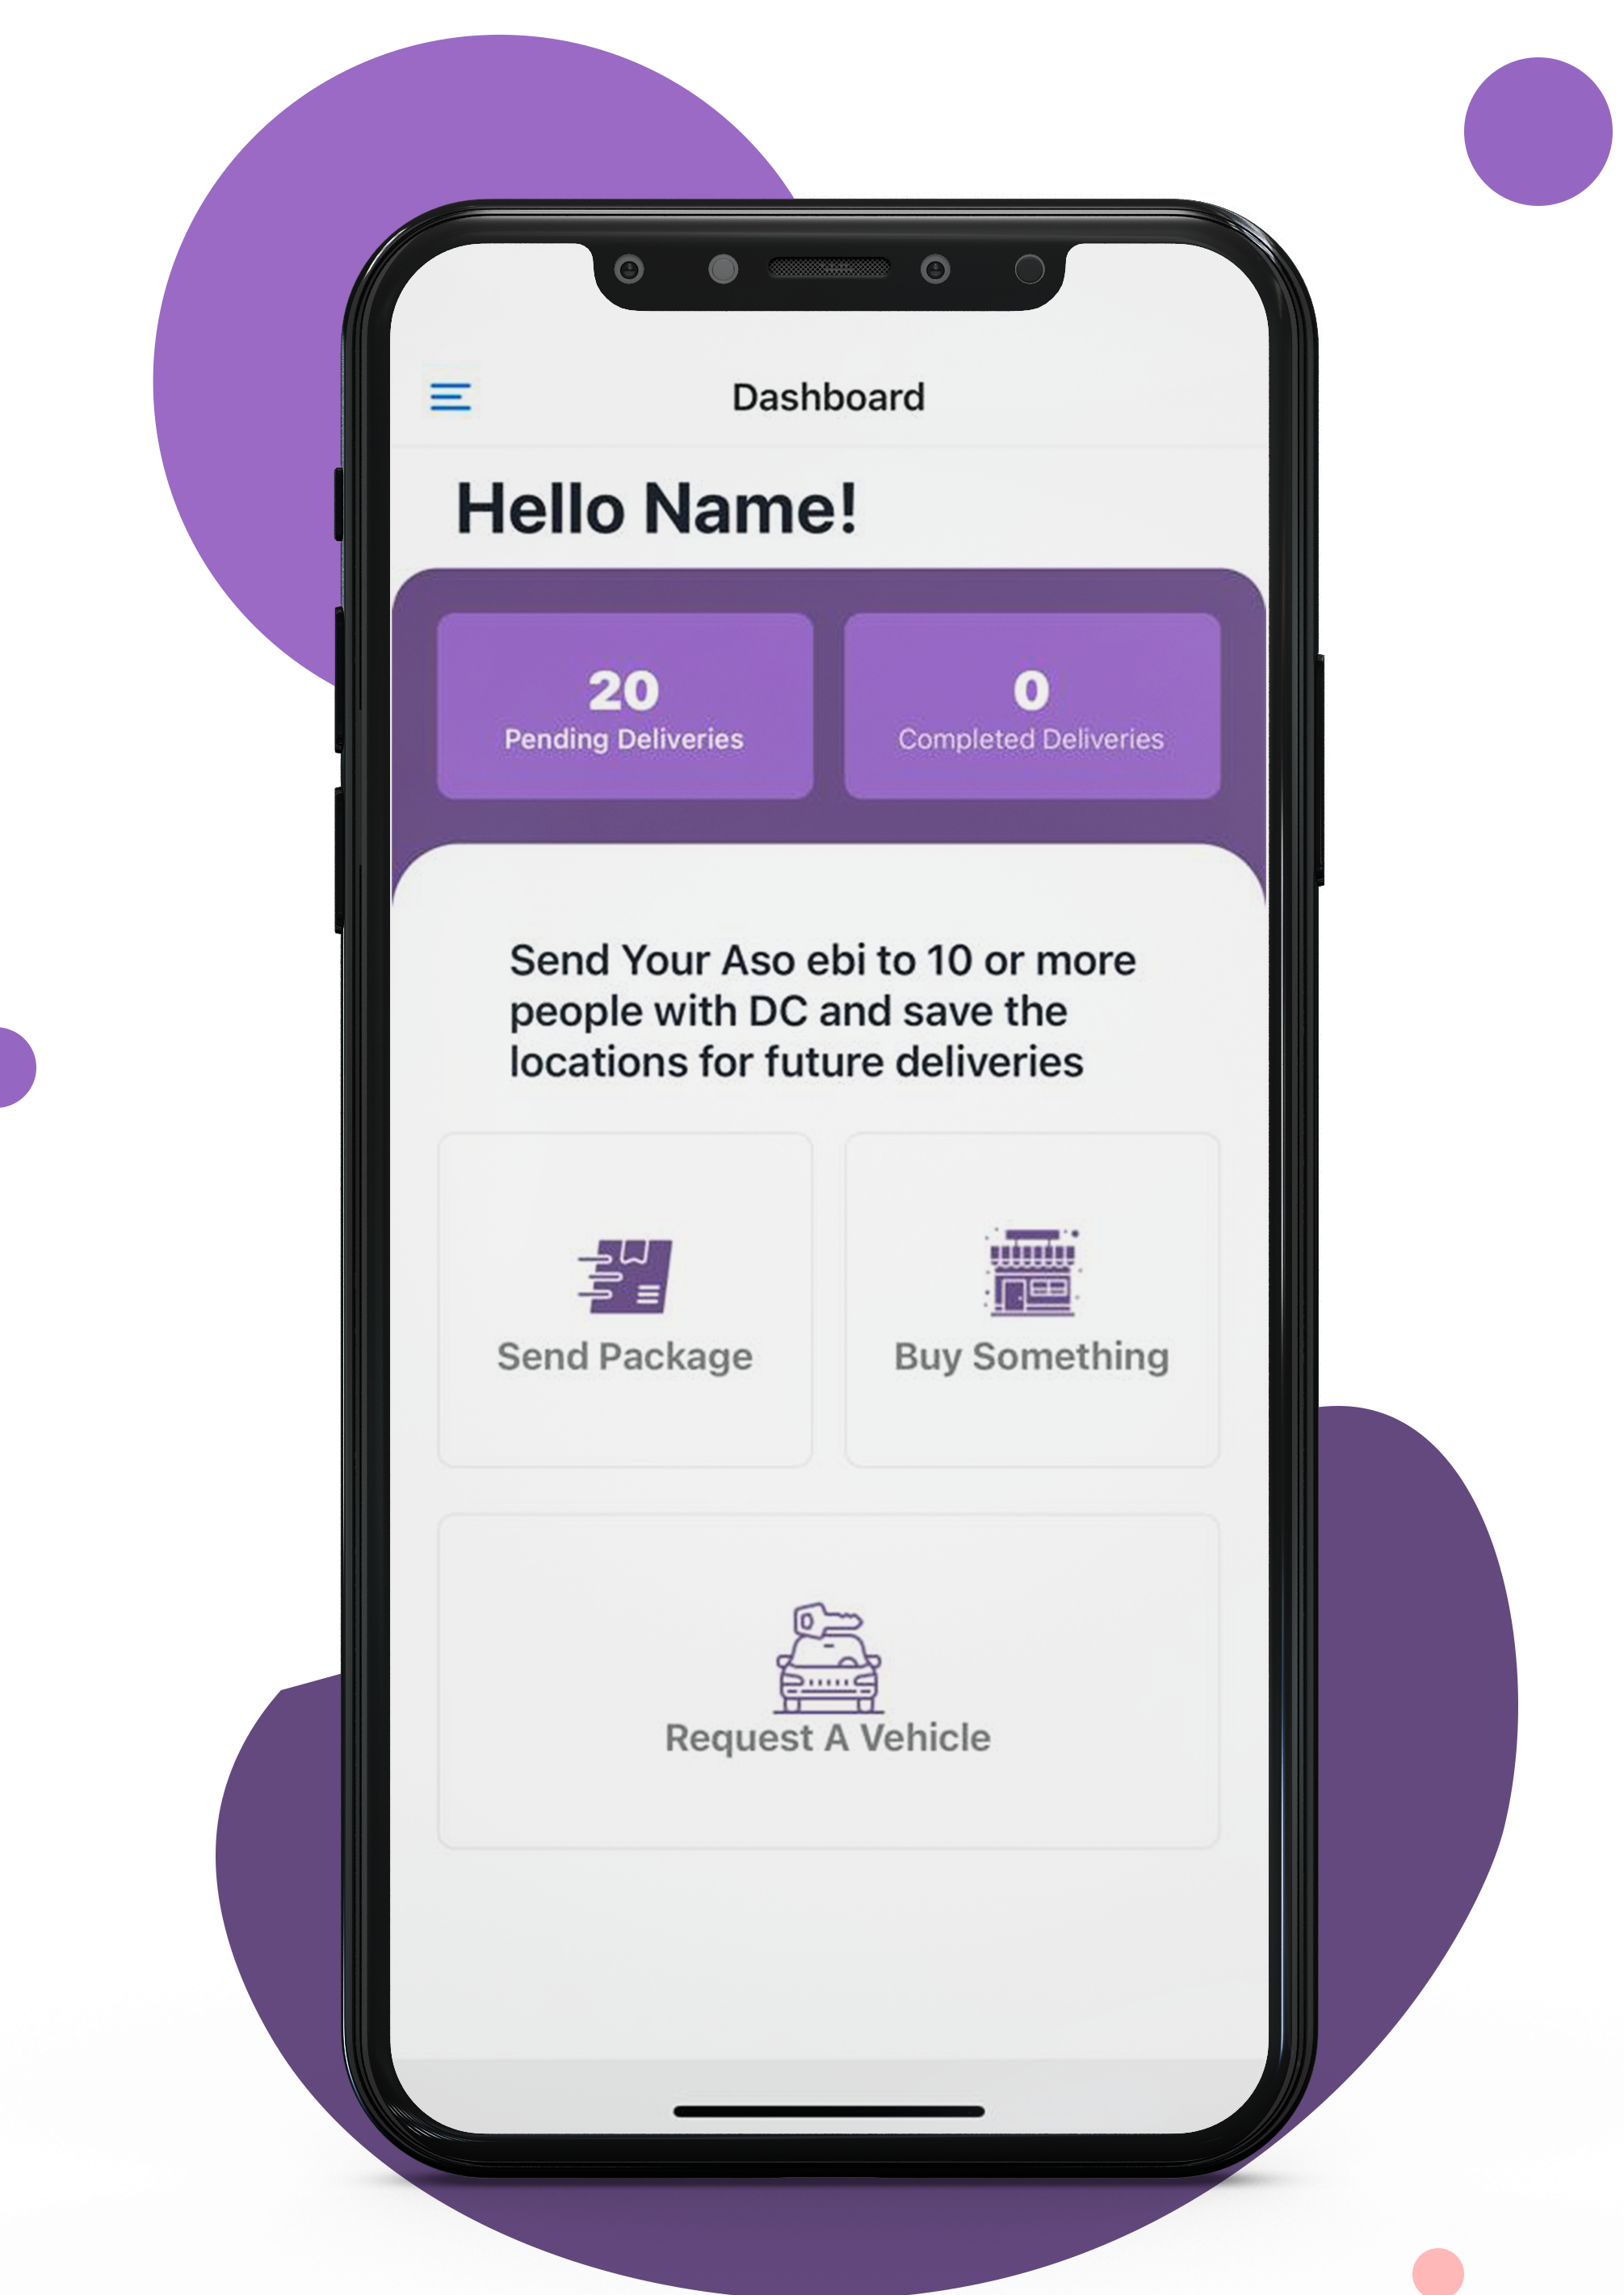 Dashboard
Hello Name!
20
Pending Deliveries
0
Completed Deliveries
Send Your Aso ebi to 10 or more
people with DC and save the
locations for future deliveries
Send Package
Buy Something
Request A Vehicle